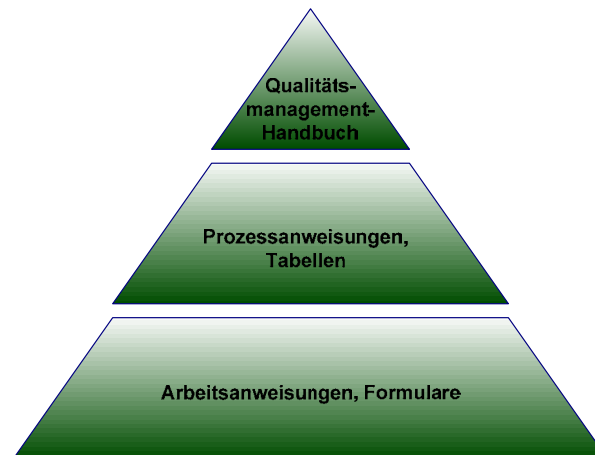 Qualitäts-
management-
Handbuch
Prozessanweisungen,
Tabellen
Arbeitsanweisungen, Formulare